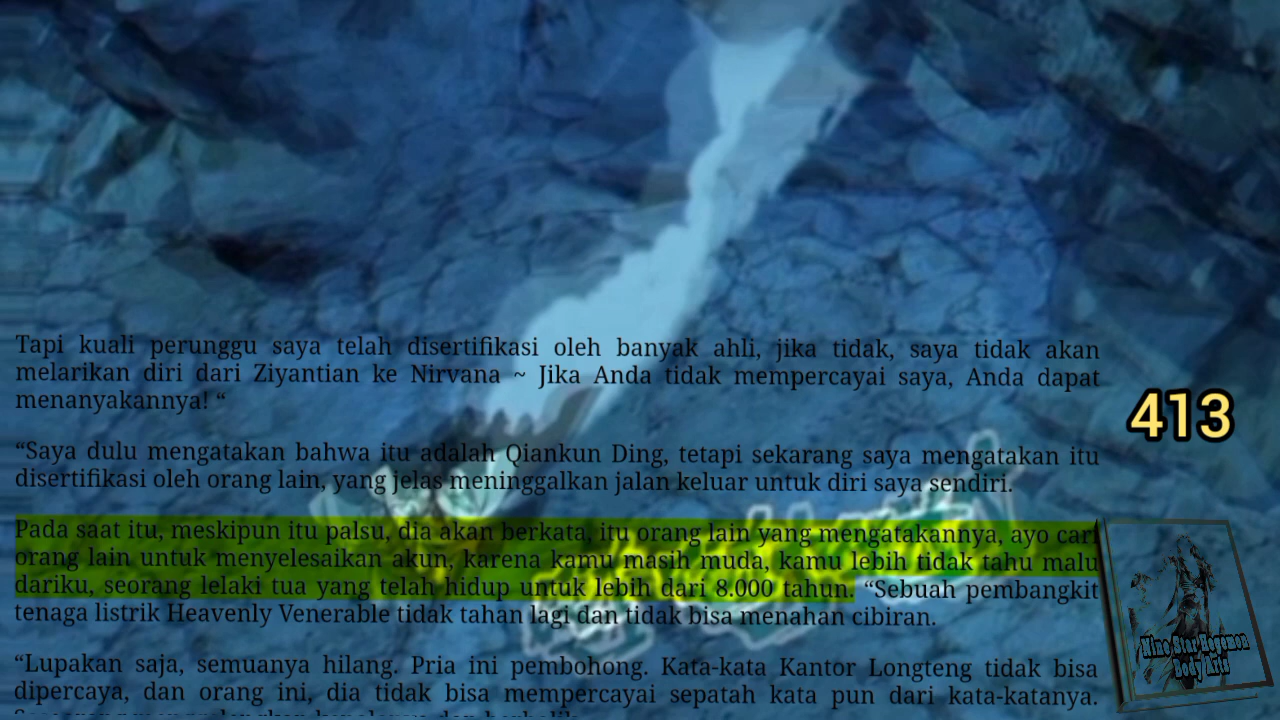 Tapi kuali perunggu saya telah disertifikasi oleh banyak ahli, jika tidak, saya tidak akan
melarikan diri dari Ziyantian ke Nirvana ~ Jika Anda tidak mempercayai saya, Anda dapat
menanyakannya! “
413
“Saya dulu mengatakan bahwa itu adalah Qiankun Ding, tetapi sekarang saya mengatakan itu
disertifikasi oleh orang lain, yang jelas meninggalkan jalan keluar untuk diri saya sendiri.
Pada saat itu, meskipun itu palsu, dia akan berkata, itu orang lain yang mengatakannya, ayo cari
orang lain untuk menyelesaikan akun, karena kamu masih muda, kamu lebih tidak tahu malu
dariku, seorang lelaki tua yang telah hidup untuk lebih dari 8.000 tahun. “Sebuah pembangkit
tenaga listrik Heavenly Venerable tidak tahan lagi dan tidak bisa menahan cibiran.
“Lupakan saja, semuanya hilang. Pria ini pembohong. Kata-kata Kantor Longteng tidak bisa
dipercaya, dan orang ini, dia tidak bisa mempercayai sepatah kata pun dari kata-katanya.
Nine Star Hegemon
Body Arts